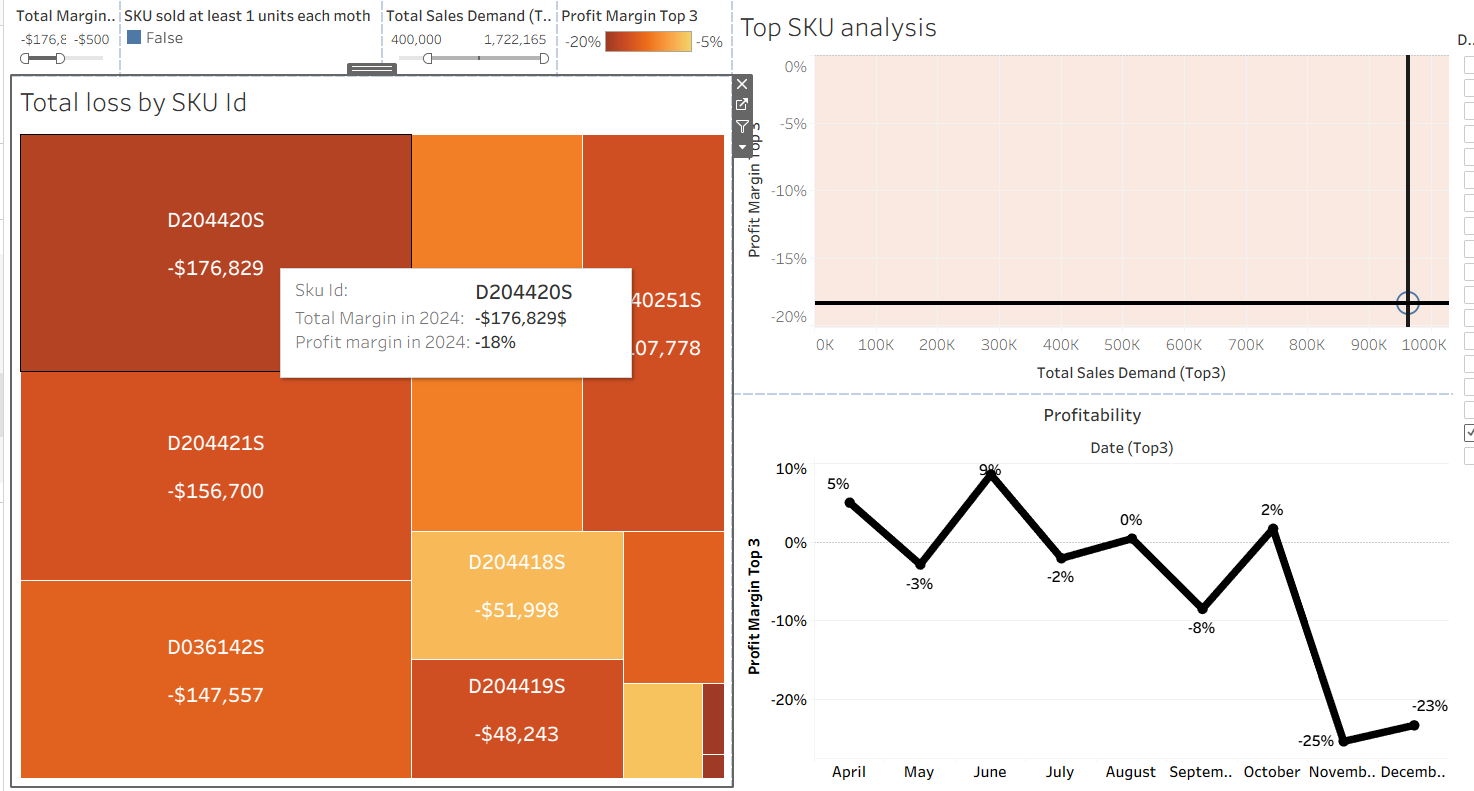 Total Margin..
SKU sold at least 1 units each moth
Total Sales Demand (T..
Profit Margin Top 3
-$176,8
-$500
False
400,000
1,722,165
-20%
-5%
Total loss by SKU Id
D204420S
-$176,829
Sku Id: D204420S
Total Margin in 2024: -$176,829$
Profit margin in 2024: -18%
40251S
07,778
D204421S
-$156,700
D036142S
-$147,557
D204418S
-$51,998
D204419S
-$48,243
Top SKU analysis
D..
Profit Margin Top 3
0%
-5%
-10%
-15%
-20%
0K 100K 200K 300K 400K 500K 600K 700K 800K 900K 1000K
Total Sales Demand (Top3)
Profitability
Date (Top3)
Profit Margin Top 3
10%
0%
-10%
-20%
5%
-3%
9%
-2%
0%
-8%
2%
-25%
-23%
April May June July August Septem.. October Novemb.. Decemb..